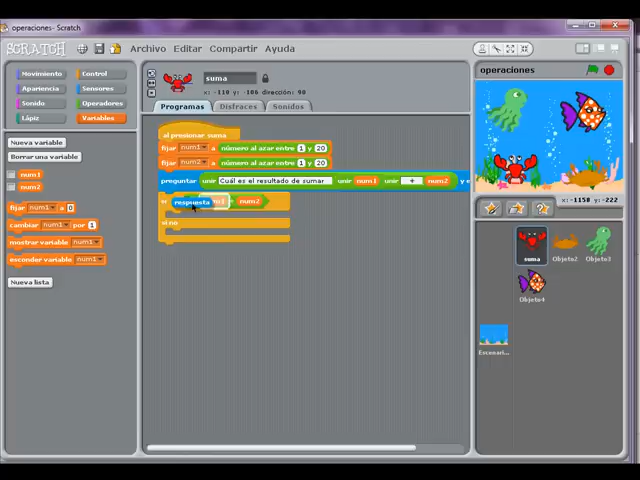 operaciones- Scratch
SCRATCH Archivo Editar Compartir Ayuda
Movimiento Control
Apariencia Sensores
Sonido Operadores
Lápiz Variables
Nueva variable
Borrar una variable
num1
num2
fijar num1 a 0
cambiar num1 por 1
mostrar variable num1
esconder variable num1
Nueva lista
suma
x: -110 y: -106 dirección: 90
Programas Disfraces Sonidos
al presionar suma
fijar num1 a número al azar entre 1 y 20
fijar num2 a número al azar entre 1 y 20
preguntar unir Cuál es el resultado de sumar unir num1 unir + num2 y e
si respuesta num2
si no
operaciones
x: -1158 y: -222
suma Objeto2 Objeto3
Objeto4
Escenari...